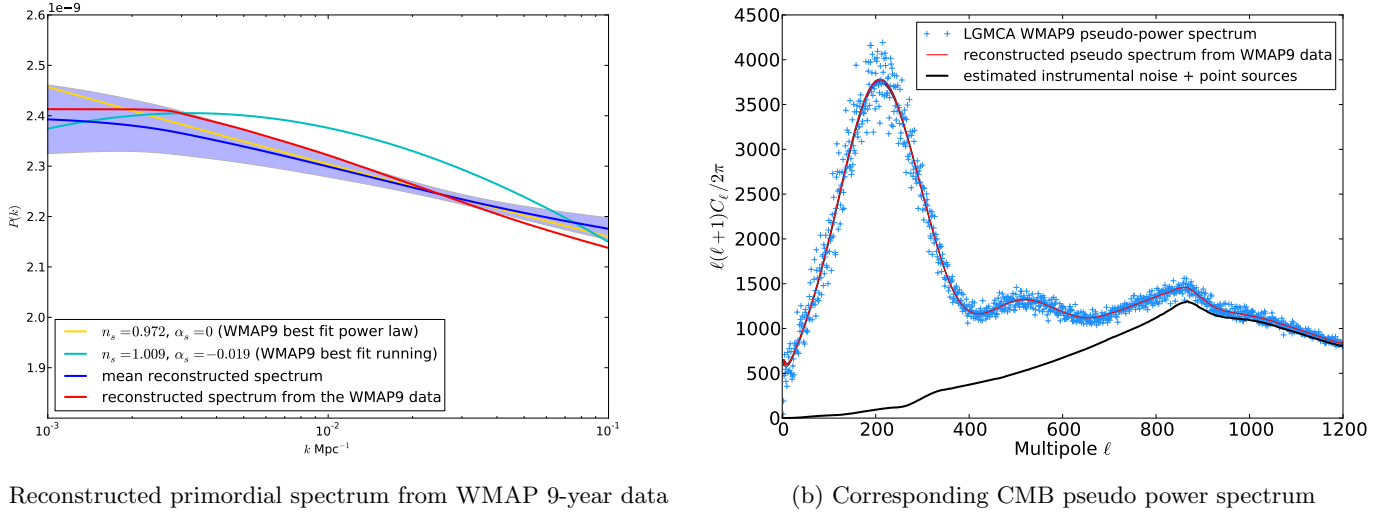 1e−9
2.6
2.5
2.4
2.3
2.2
2.1
2.0
1.9
P(k)
n_s=0.972, α_s=0 (WMAP9 best fit power law)
n_s=1.009, α_s=−0.019 (WMAP9 best fit running)
mean reconstructed spectrum
reconstructed spectrum from the WMAP9 data
10^-3 10^-2 10^-1
k Mpc^−1
Reconstructed primordial spectrum from WMAP 9-year data
4500
4000
3500
3000
2500
2000
1500
1000
500
0
ℓ(ℓ+1)C_ℓ/2π
LGMCA WMAP9 pseudo-power spectrum
reconstructed pseudo spectrum from WMAP9 data
estimated instrumental noise + point sources
0 200 400 600 800 1000 1200
Multipole ℓ
(b) Corresponding CMB pseudo power spectrum